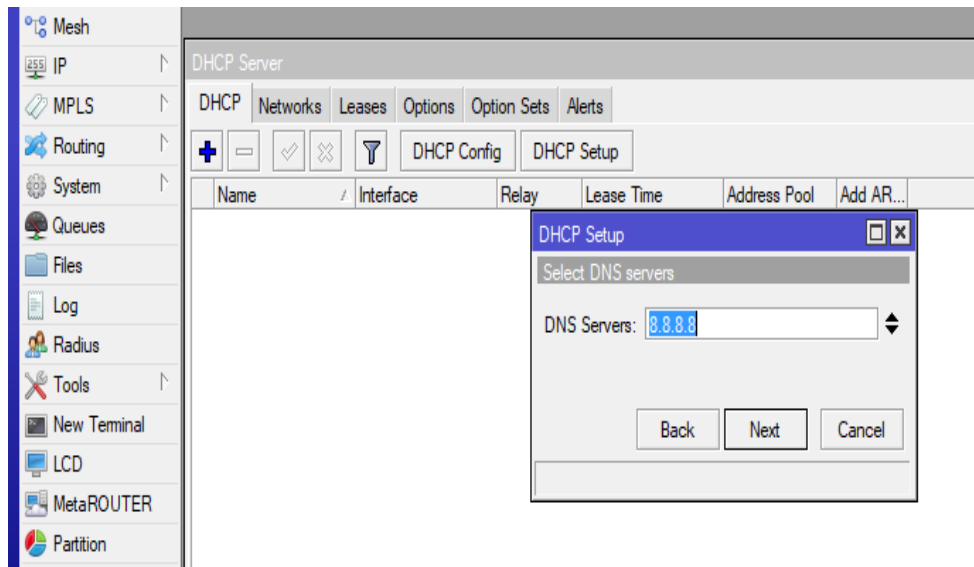 Mesh
255 IP
MPLS
Routing
System
Queues
Files
Log
Radius
Tools
New Terminal
LCD
MetaROUTER
Partition
DHCP Server
DHCP Networks Leases Options Option Sets Alerts
DHCP Config DHCP Setup
Name Interface Relay Lease Time Address Pool Add AR...
DHCP Setup
Select DNS servers
DNS Servers: 8.8.8.8
Back Next Cancel